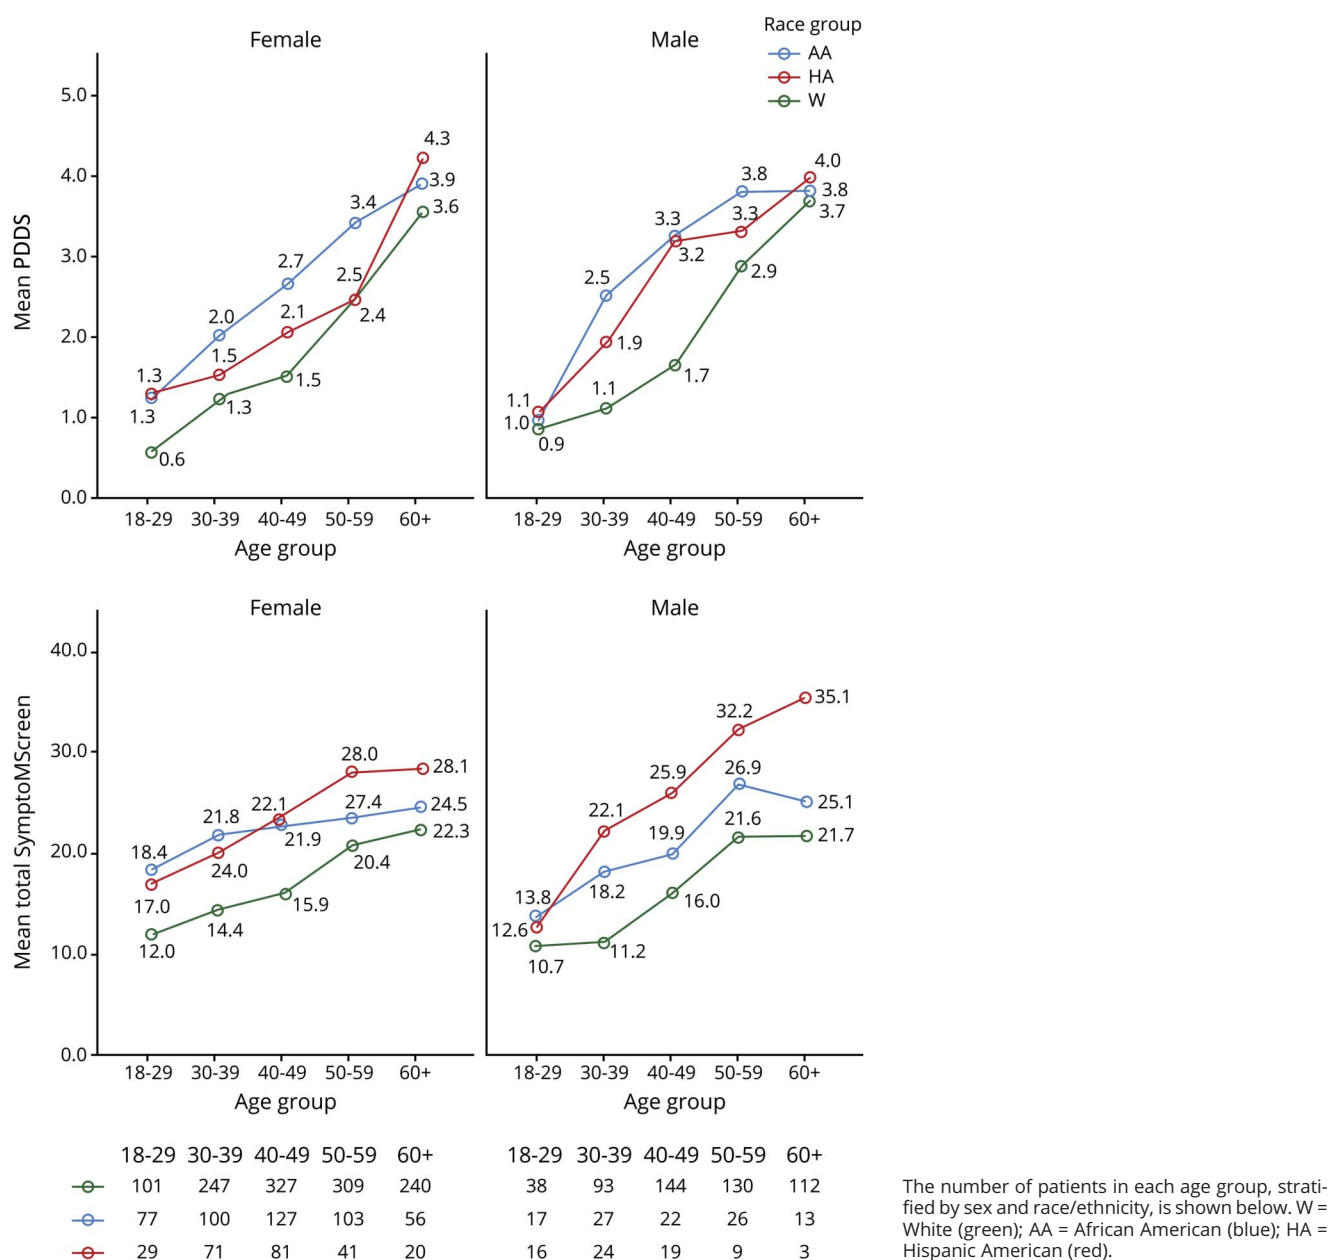 Female
Male
Race group
AA
HA
W
Mean PDDS
5.0
4.0
3.0
2.0
1.0
0.0
1.3
1.3
0.6
2.0
1.5
1.3
2.7
2.1
1.5
3.4
2.5
2.4
4.3
3.9
3.6
18-29 30-39 40-49 50-59 60+
Age group
1.1
1.0
0.9
2.5
1.9
1.1
3.3
3.2
1.7
3.8
3.3
2.9
4.0
3.8
3.7
18-29 30-39 40-49 50-59 60+
Age group
Female
Male
Mean total SymptoMScreen
40.0
30.0
20.0
10.0
0.0
18.4
17.0
12.0
21.8
24.0
14.4
22.1
21.9
15.9
28.0
27.4
20.4
28.1
24.5
22.3
18-29 30-39 40-49 50-59 60+
Age group
13.8
12.6
10.7
22.1
18.2
11.2
25.9
19.9
16.0
32.2
26.9
21.6
35.1
25.1
21.7
18-29 30-39 40-49 50-59 60+
Age group
18-29 30-39 40-49 50-59 60+ 18-29 30-39 40-49 50-59 60+
101 247 327 309 240 38 93 144 130 112
77 100 127 103 56 17 27 22 26 13
29 71 81 41 20 16 24 19 9 3
The number of patients in each age group, strati-
fied by sex and race/ethnicity, is shown below. W =
White (green); AA = African American (blue); HA =
Hispanic American (red).